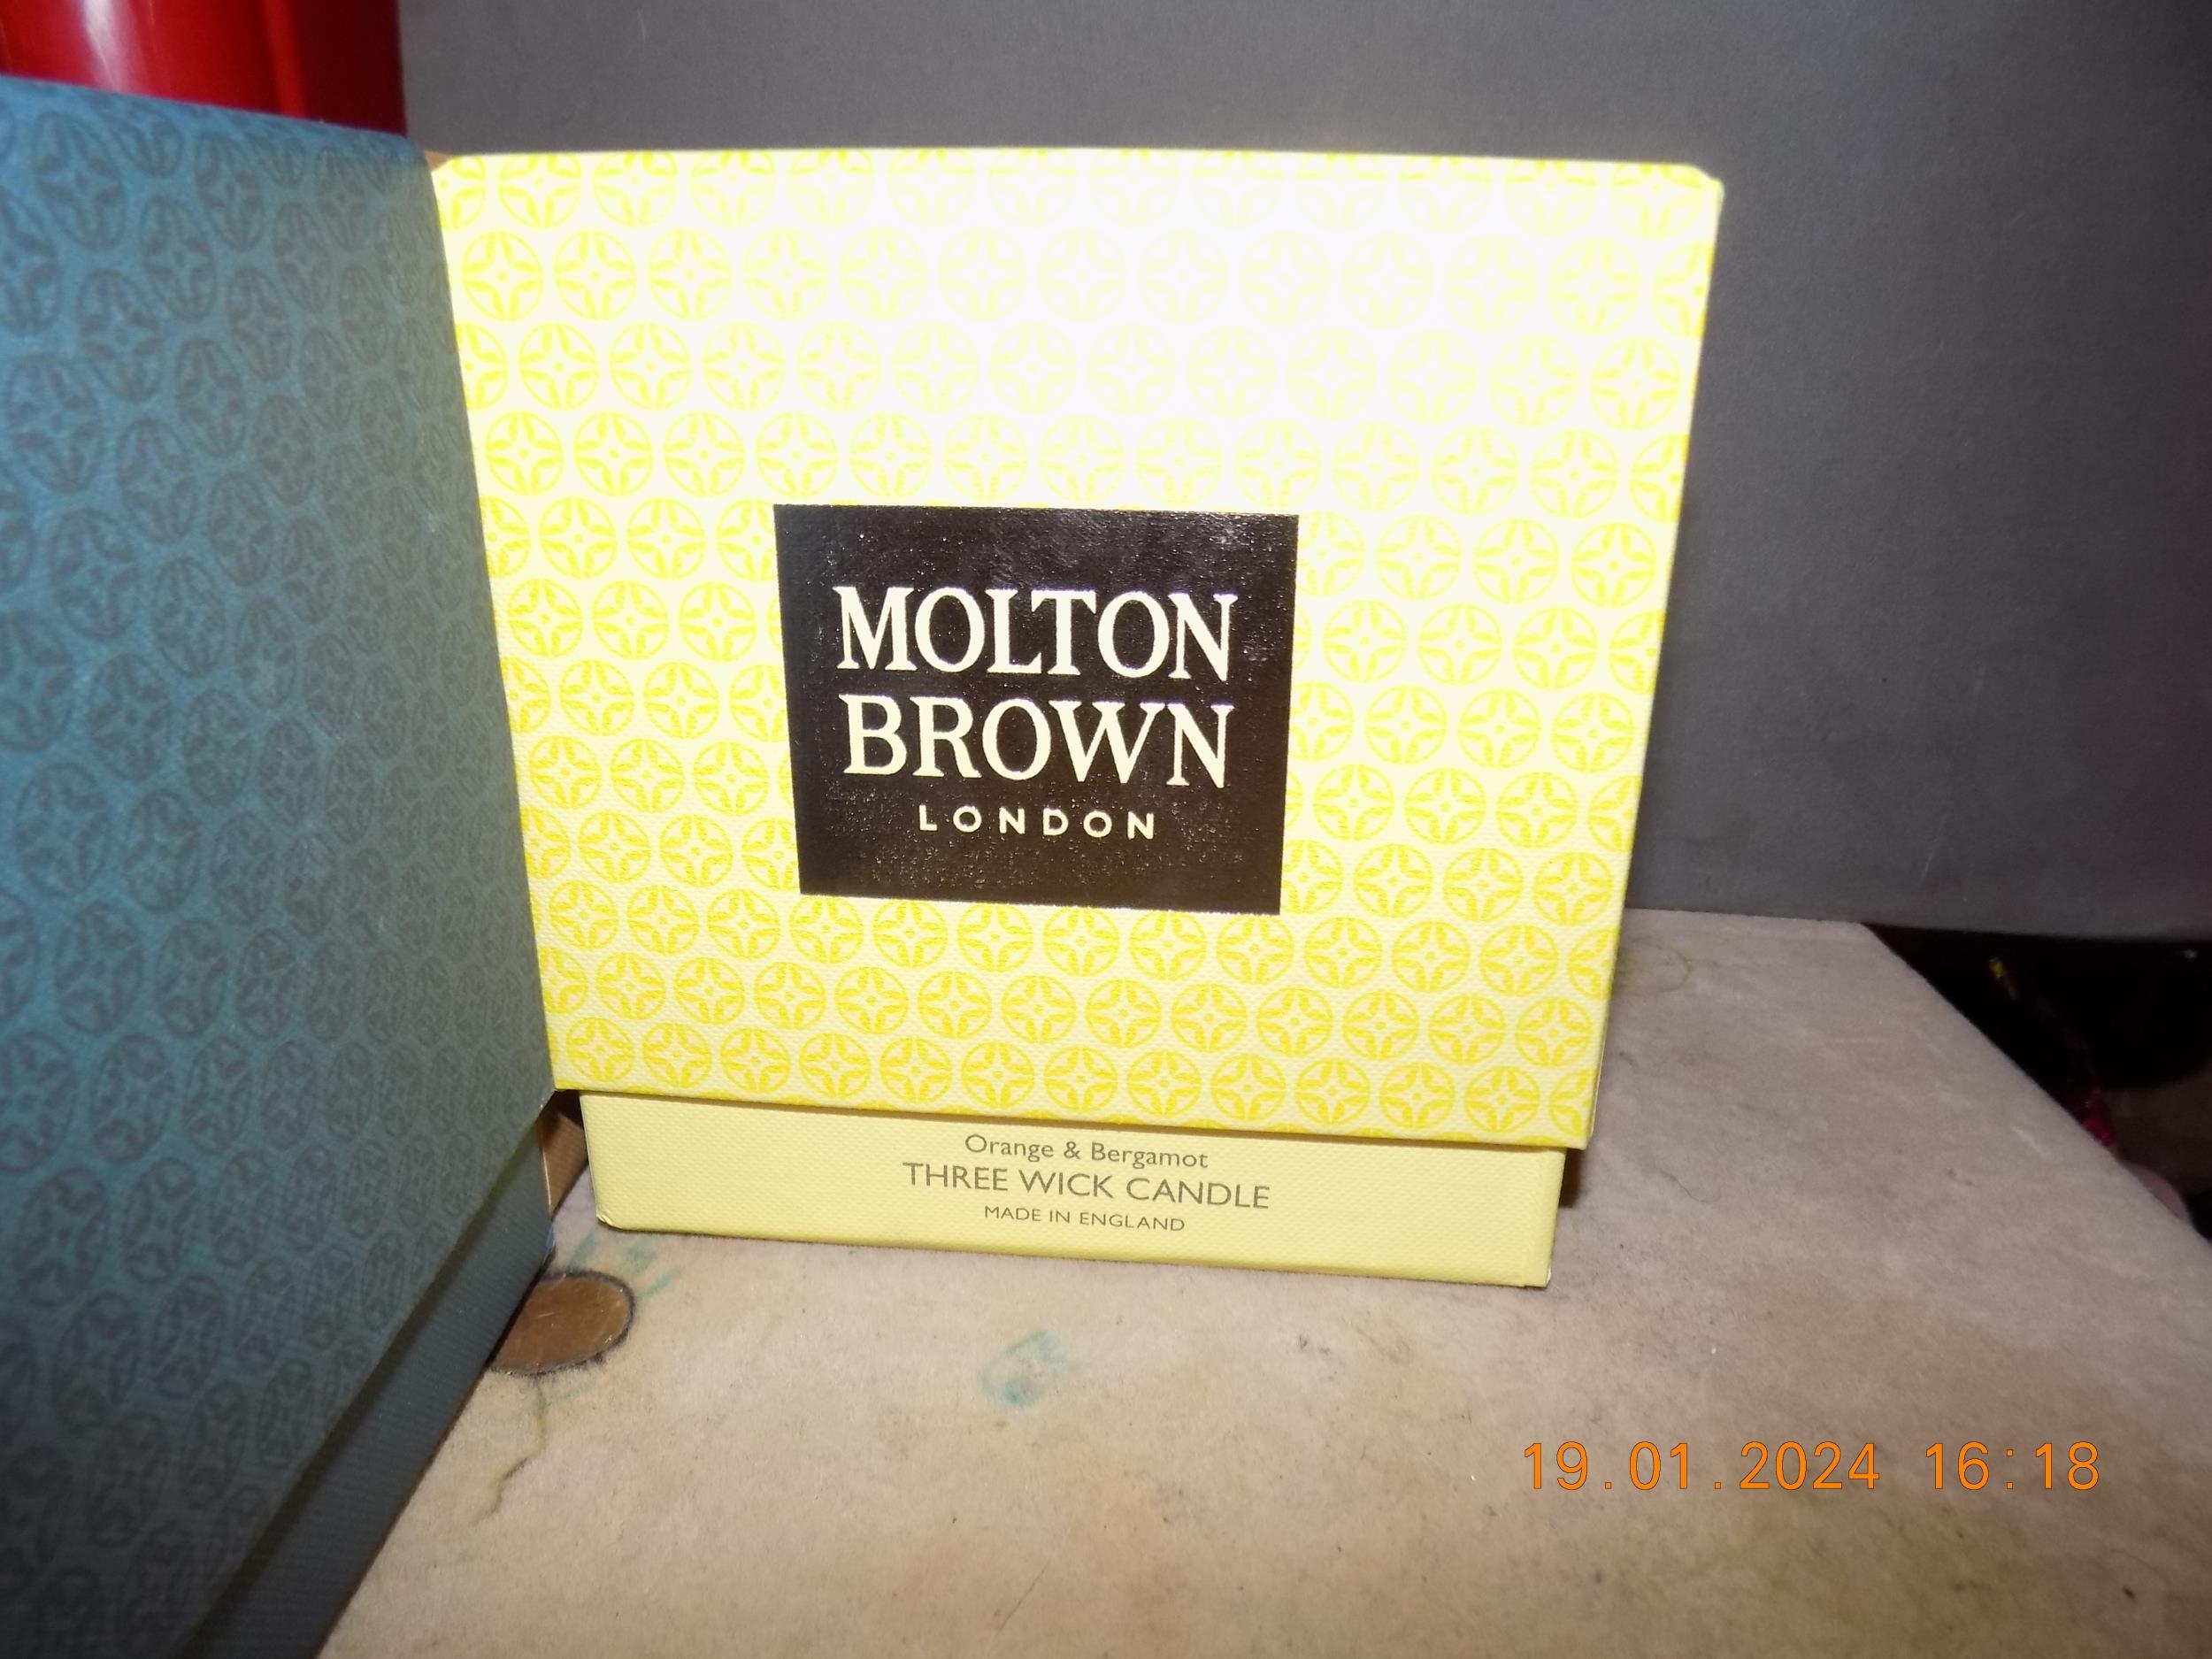 MOLTON
BROWN
LONDON
Orange & Bergamot
THREE WICK CANDLE
MADE IN ENGLAND
19.01.2024 16:18